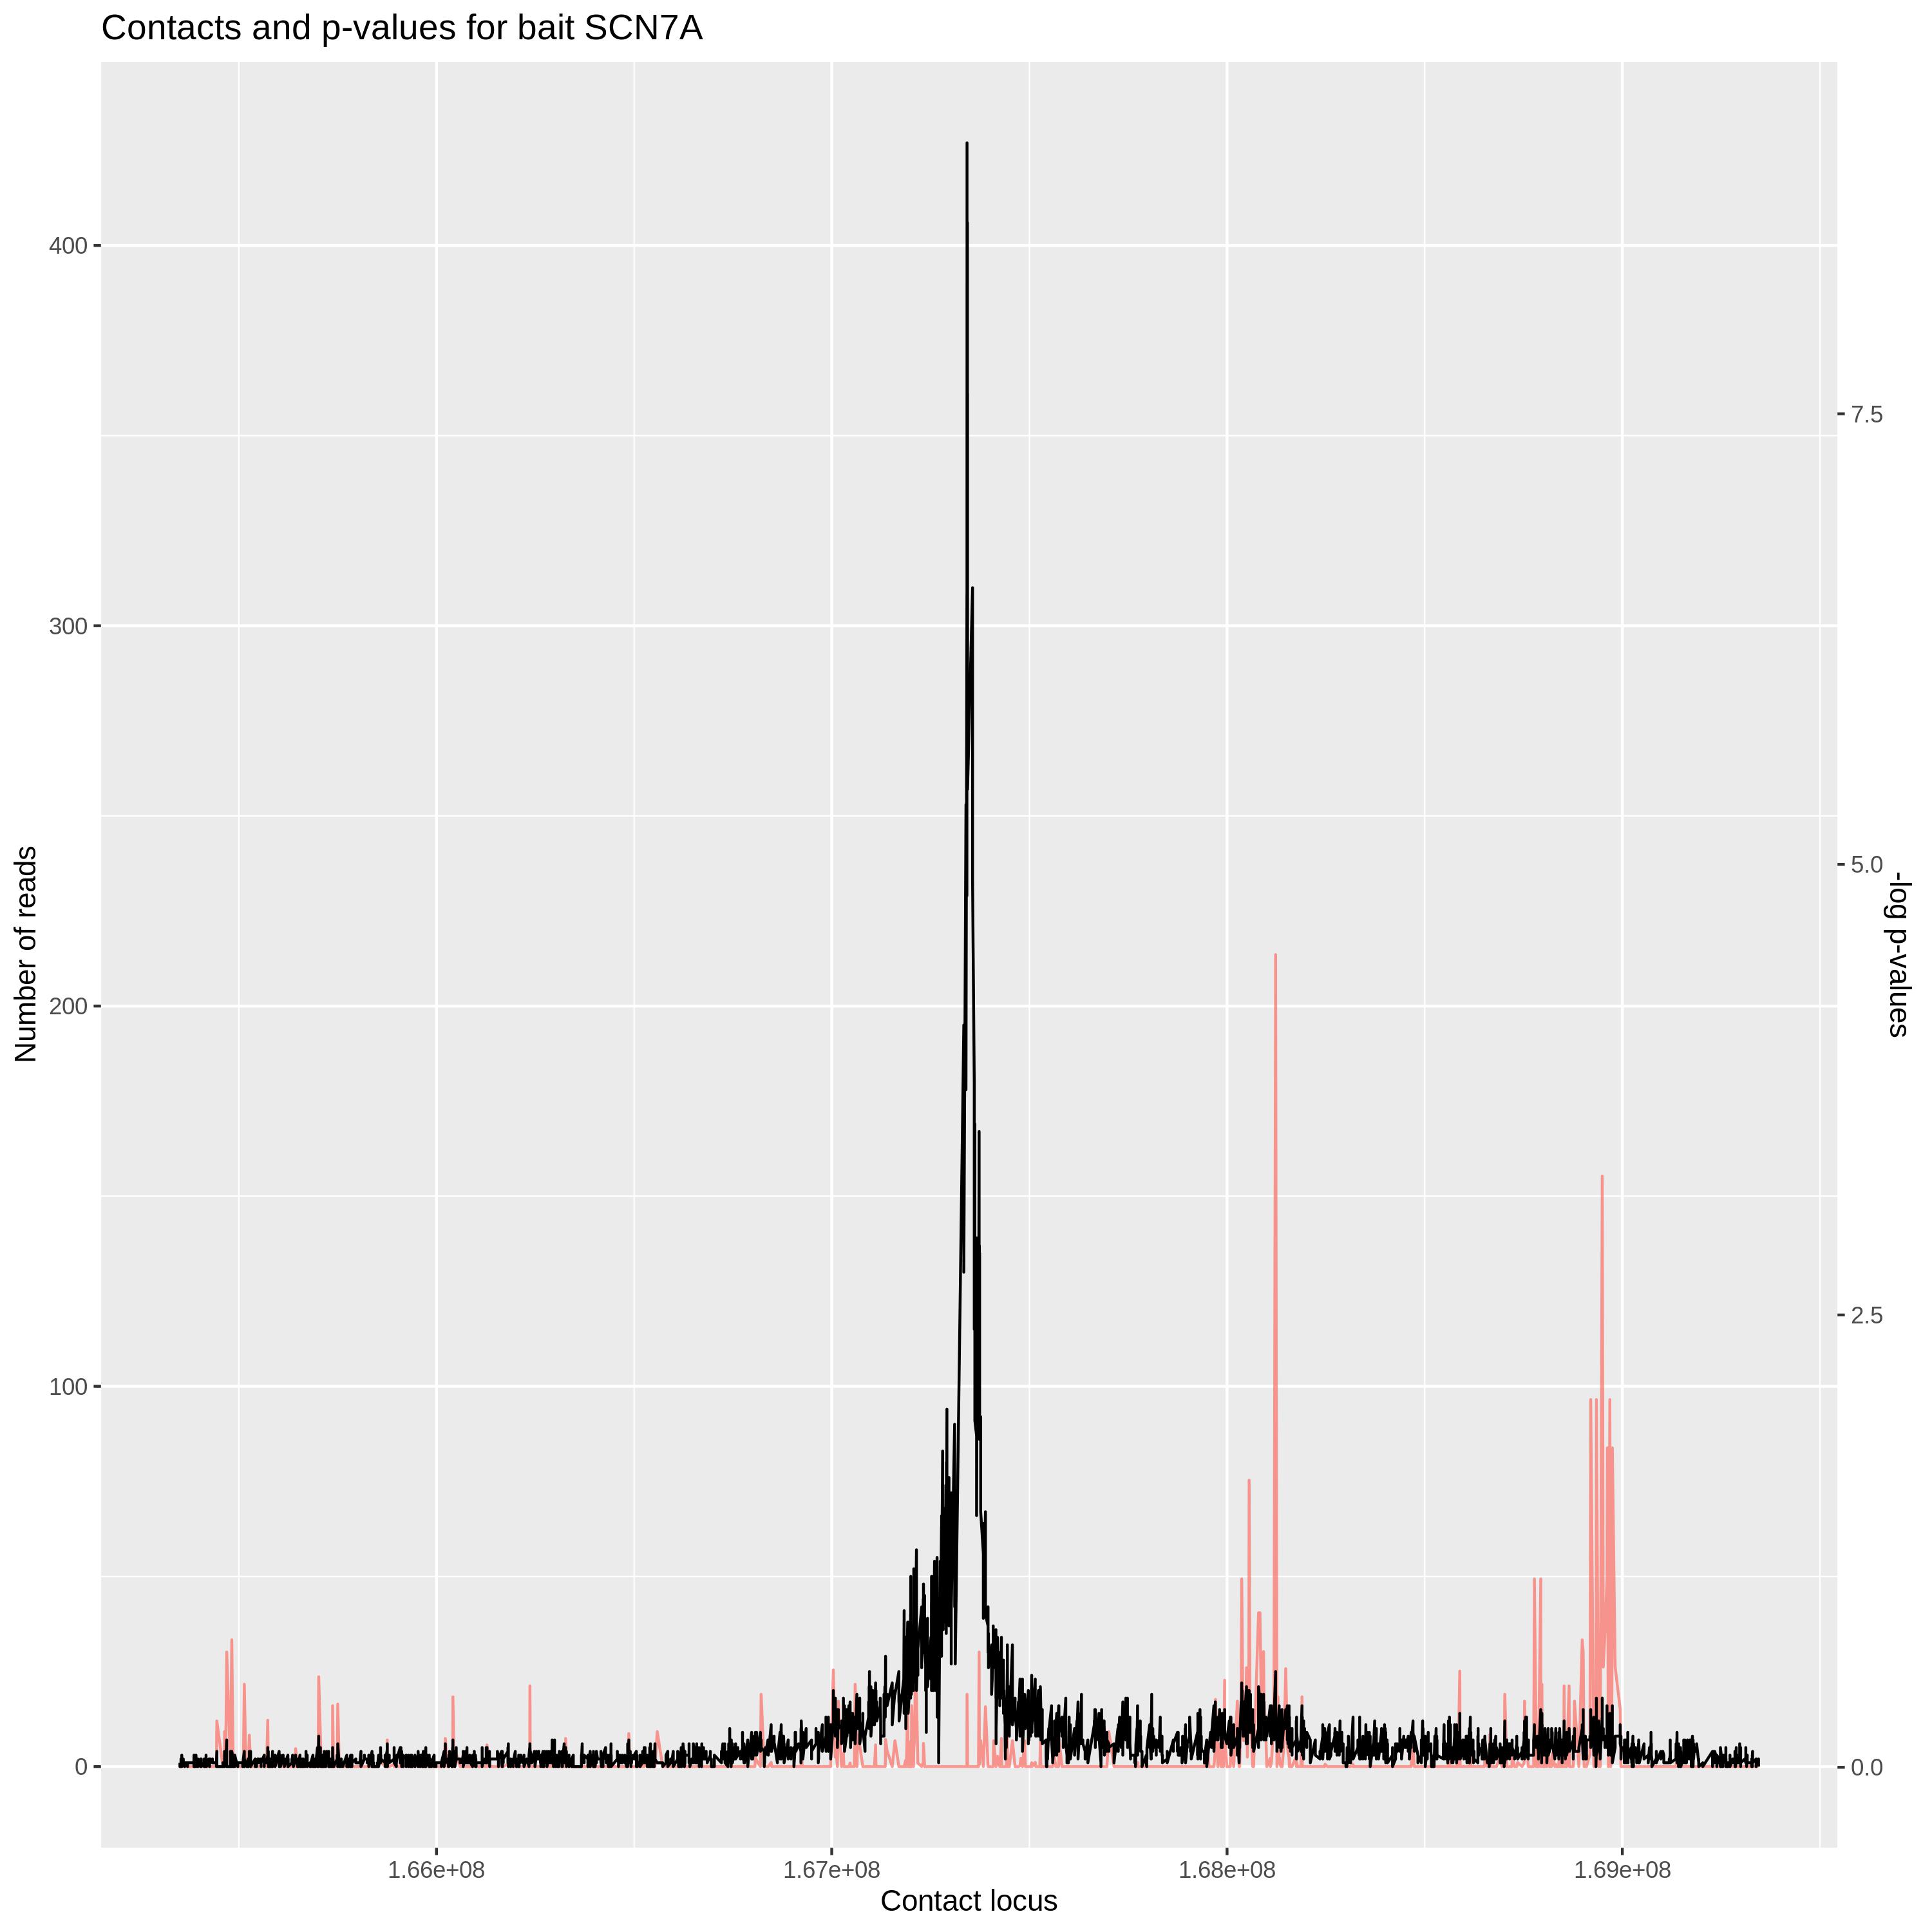 Contacts and p-values for bait SCN7A
400
300
200
100
0
Number of reads
7.5
5.0
2.5
0.0
-log p-values
1.66e+08
1.67e+08
1.68e+08
1.69e+08
Contact locus